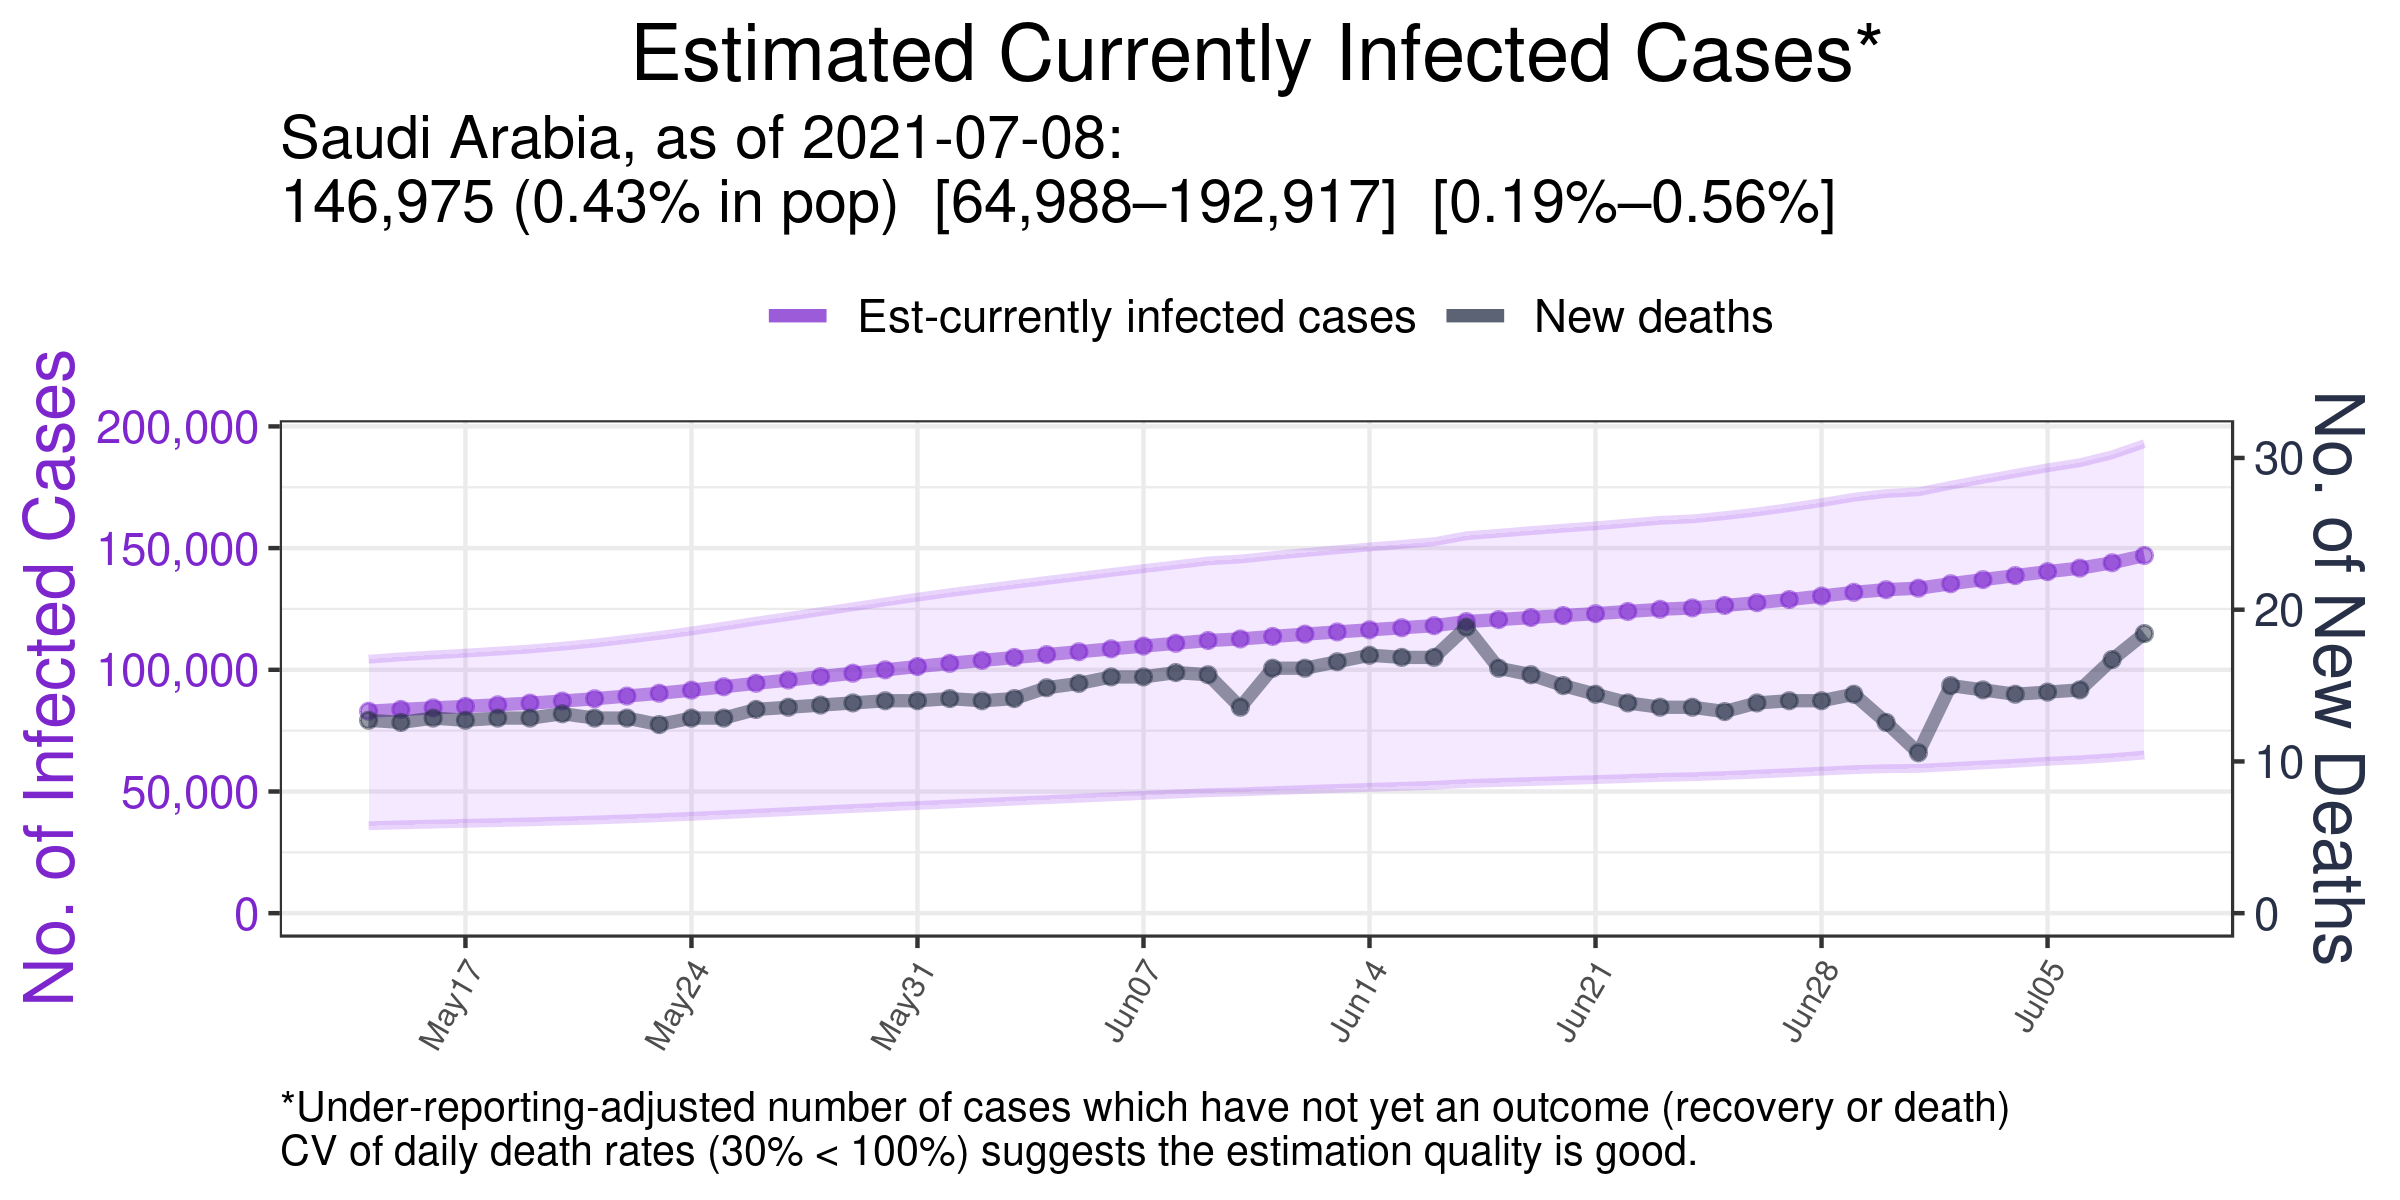 Estimated Currently Infected Cases*
Saudi Arabia, as of 2021-07-08:
146,975 (0.43% in pop)  [64,988–192,917]  [0.19%–0.56%]
Est-currently infected cases
New deaths
No. of Infected Cases
200,000
150,000
100,000
50,000
0
30
20
10
0
No. of New Deaths
May17
May24
May31
Jun07
Jun14
Jun21
Jun28
Jul05
*Under-reporting-adjusted number of cases which have not yet an outcome (recovery or death)
CV of daily death rates (30% < 100%) suggests the estimation quality is good.